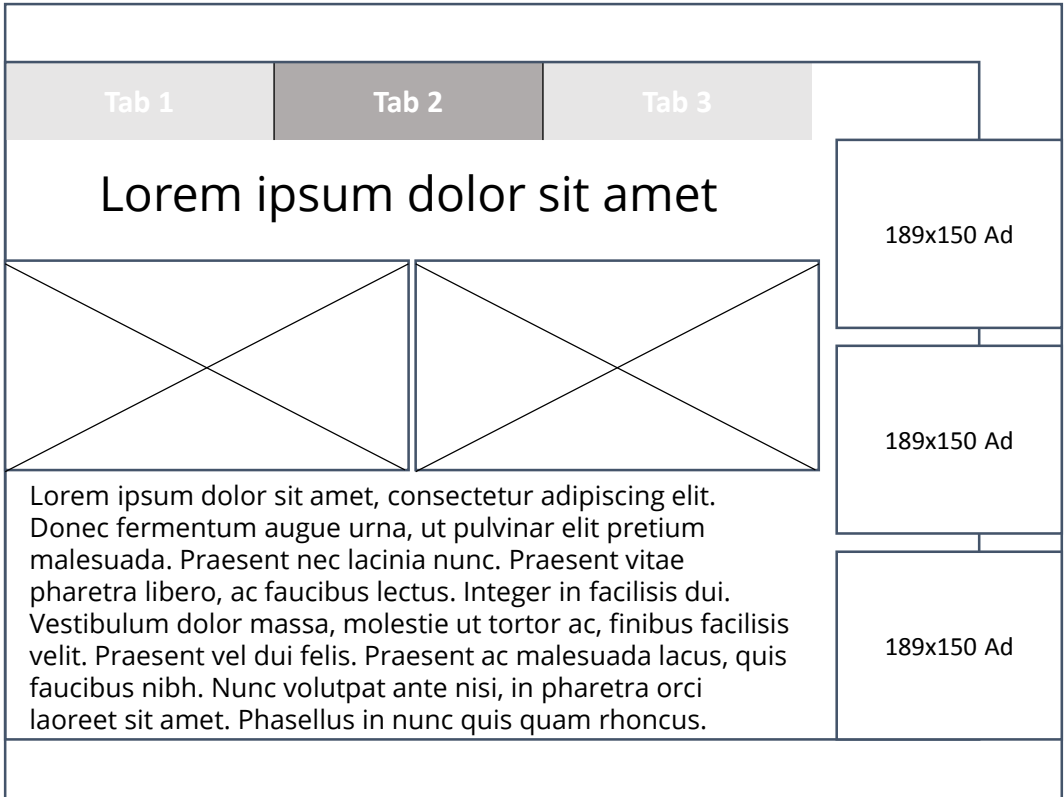 Tab 1
Tab 2
Tab 3
Lorem ipsum dolor sit amet
189x150 Ad
189x150 Ad
Lorem ipsum dolor sit amet, consectetur adipiscing elit.
Donec fermentum augue urna, ut pulvinar elit pretium
malesuada. Praesent nec lacinia nunc. Praesent vitae
pharetra libero, ac faucibus lectus. Integer in facilisis dui.
Vestibulum dolor massa, molestie ut tortor ac, finibus facilisis
velit. Praesent vel dui felis. Praesent ac malesuada lacus, quis
faucibus nibh. Nunc volutpat ante nisi, in pharetra orci
laoreet sit amet. Phasellus in nunc quis quam rhoncus.
189x150 Ad